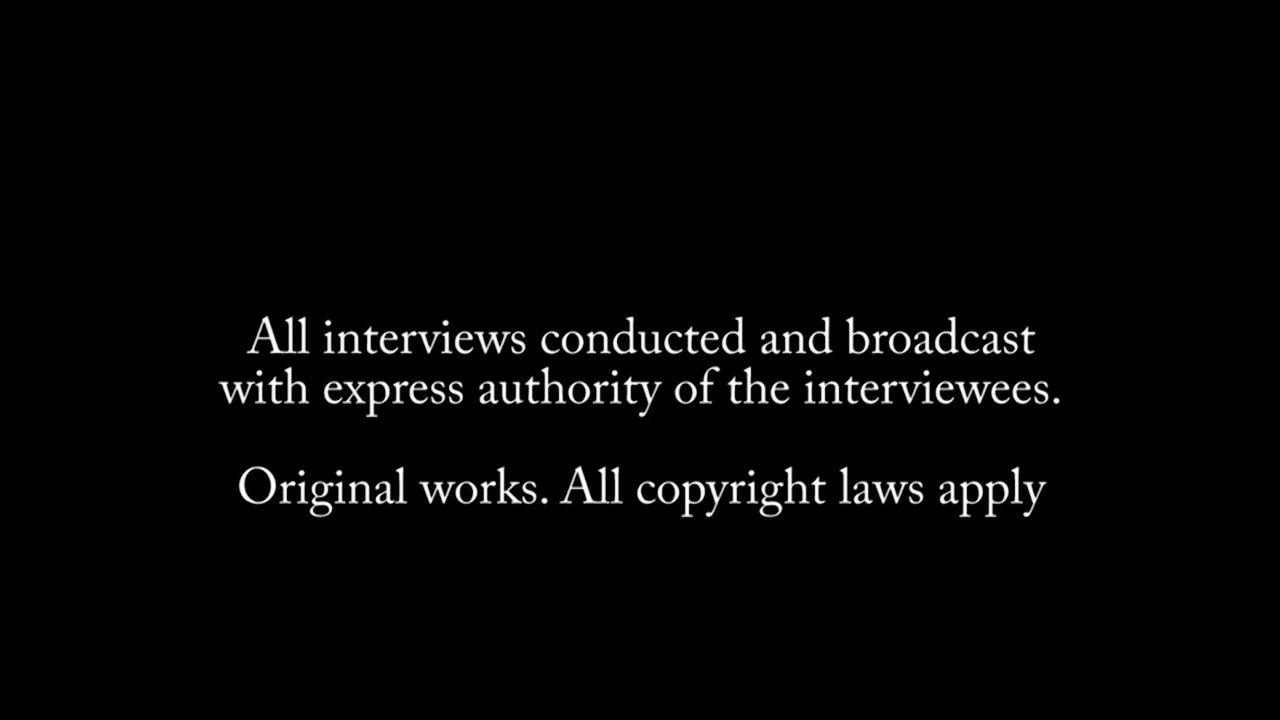 All interviews conducted and broadcast
with express authority of the interviewees.
Original works. All copyright laws apply